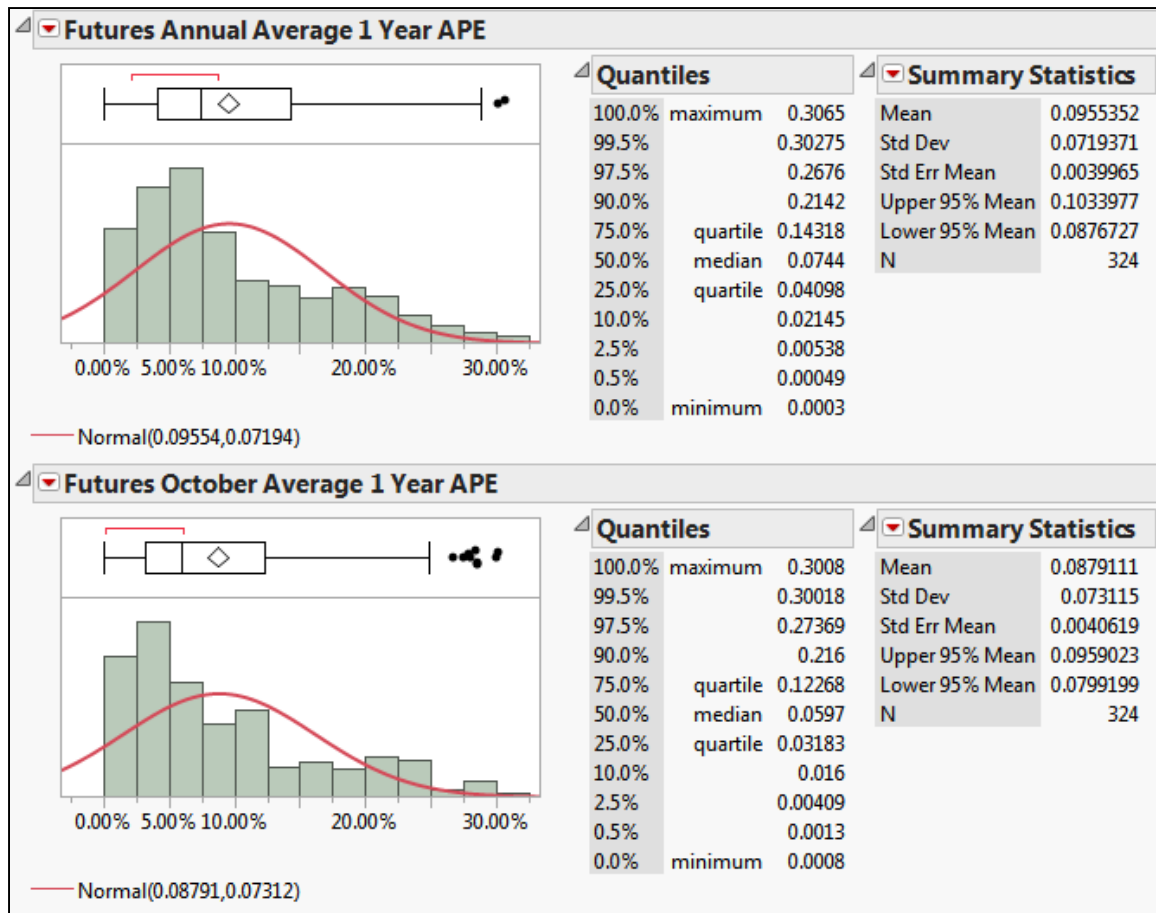 Futures Annual Average 1 Year APE
0.00% 5.00% 10.00% 20.00% 30.00%
Normal(0.09554,0.07194)
Quantiles
100.0% maximum 0.3065
99.5% 0.30275
97.5% 0.2676
90.0% 0.2142
75.0% quartile 0.14318
50.0% median 0.0744
25.0% quartile 0.04098
10.0% 0.02145
2.5% 0.00538
0.5% 0.00049
0.0% minimum 0.0003
Summary Statistics
Mean 0.0955352
Std Dev 0.0719371
Std Err Mean 0.0039965
Upper 95% Mean 0.1033977
Lower 95% Mean 0.0876727
N 324
Futures October Average 1 Year APE
0.00% 5.00% 10.00% 20.00% 30.00%
Normal(0.08791,0.07312)
Quantiles
100.0% maximum 0.3008
99.5% 0.30018
97.5% 0.27369
90.0% 0.216
75.0% quartile 0.12268
50.0% median 0.0597
25.0% quartile 0.03183
10.0% 0.016
2.5% 0.00409
0.5% 0.0013
0.0% minimum 0.0008
Summary Statistics
Mean 0.0879111
Std Dev 0.073115
Std Err Mean 0.0040619
Upper 95% Mean 0.0959023
Lower 95% Mean 0.0799199
N 324